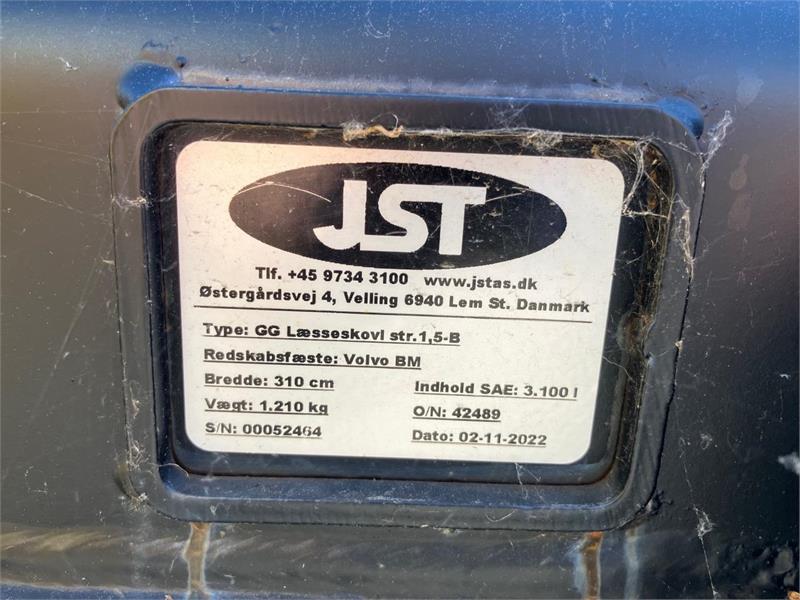 JST
Tlf. +45 9734 3100 www.jstas.dk
Østergårdsvej 4, Velling 6940 Lem St. Danmark
Type: GG Læsseskovl str.1,5-B
Redskabsfæste: Volvo BM
Bredde: 310 cm
Indhold SAE: 3.100 l
Vægt: 1.210 kg
O/N: 42489
S/N: 00052464
Dato: 02-11-2022